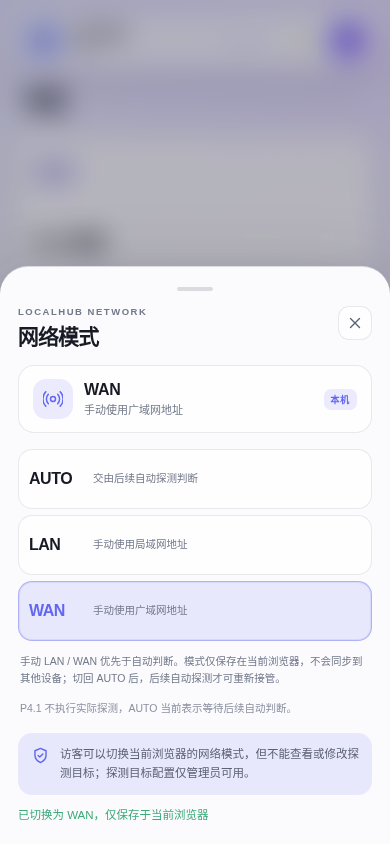 LOCALHUB NETWORK
网络模式
WAN
手动使用广域网地址
本机
AUTO 交由后续自动探测判断
LAN 手动使用局域网地址
WAN 手动使用广域网地址
手动 LAN / WAN 优先于自动判断。模式仅保存在当前浏览器，不会同步到
其他设备；切回 AUTO 后，后续自动探测才可重新接管。
P4.1 不执行实际探测，AUTO 当前表示等待后续自动判断。
访客可以切换当前浏览器的网络模式，但不能查看或修改探
测目标；探测目标配置仅管理员可用。
已切换为 WAN，仅保存于当前浏览器